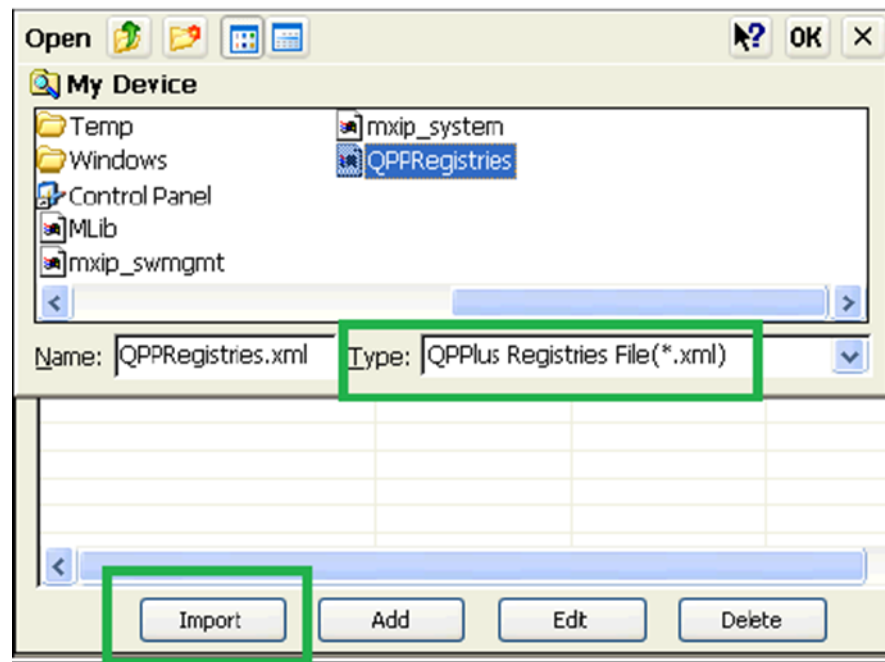 Open OK
My Device
Temp mxip_system
Windows QPPRegistries
Control Panel
MLib
mxip_swmgmt
Name: QPPRegistries.xml Type: QPPlus Registries File(*.xml)
Import Add Edit Delete